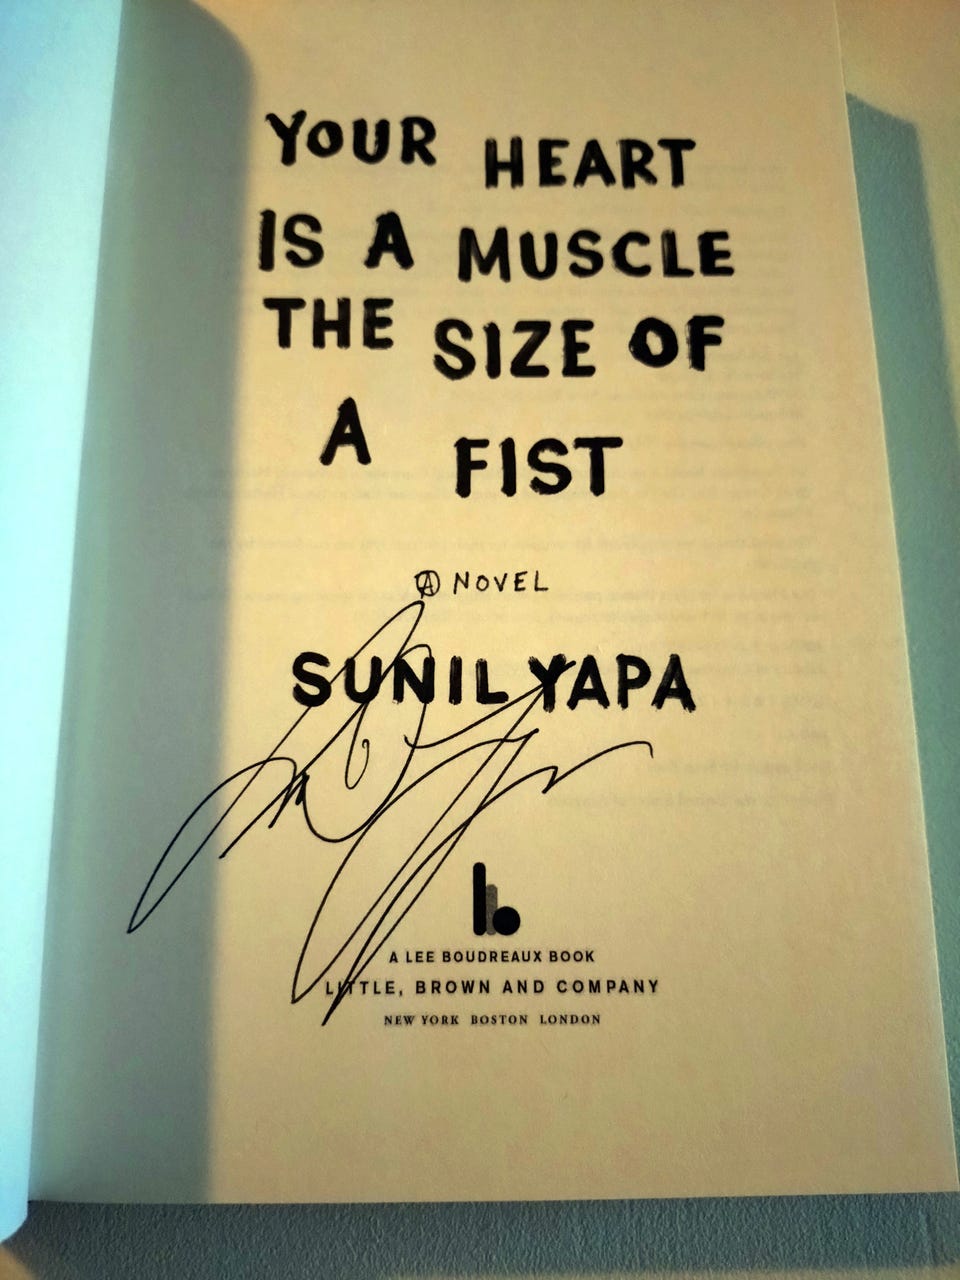 YOUR HEART
IS A MUSCLE
THE SIZE OF
A FIST
A NOVEL
SUNIL YAPA
A LEE BOUDREAUX BOOK
LITTLE, BROWN AND COMPANY
NEW YORK BOSTON LONDON